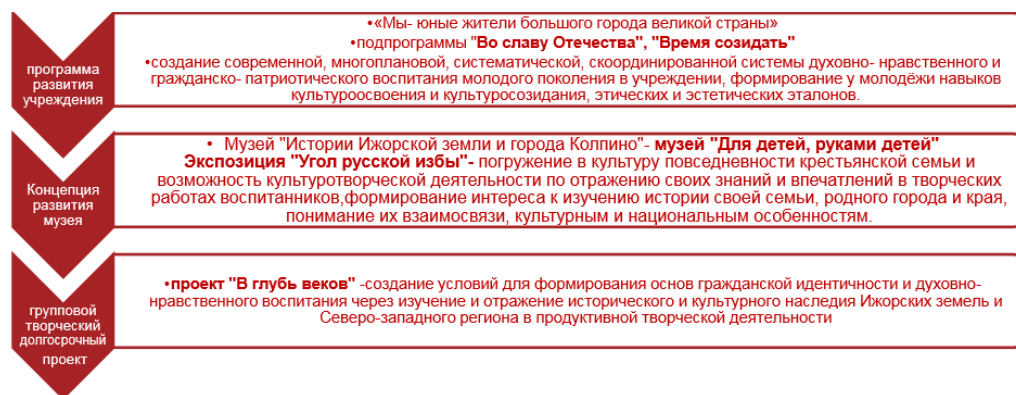 программа
развития
учреждения
•«Мы- юные жители большого города великой страны»
•подпрограммы "Во славу Отечества", "Время созидать"
•создание современной, многоплановой, систематической, скоординированной системы духовно- нравственного и
гражданско- патриотического воспитания молодого поколения в учреждении, формирование у молодёжи навыков
культуроосвоения и культуросозидания, этических и эстетических эталонов.
Концепция
развития
музея
• Музей "Истории Ижорской земли и города Колпино"- музей "Для детей, руками детей"
Экспозиция "Угол русской избы"- погружение в культуру повседневности крестьянской семьи и
возможность культуротворческой деятельности по отражению своих знаний и впечатлений в творческих
работах воспитанников,формирование интереса к изучению истории своей семьи, родного города и края,
понимание их взаимосвязи, культурным и национальным особенностям.
групповой
творческий
долгосрочный
проект
•проект "В глубь веков" -создание условий для формирования основ гражданской идентичности и духовно-
нравственного воспитания через изучение и отражение исторического и культурного наследия Ижорских земель и
Северо-западного региона в продуктивной творческой деятельности